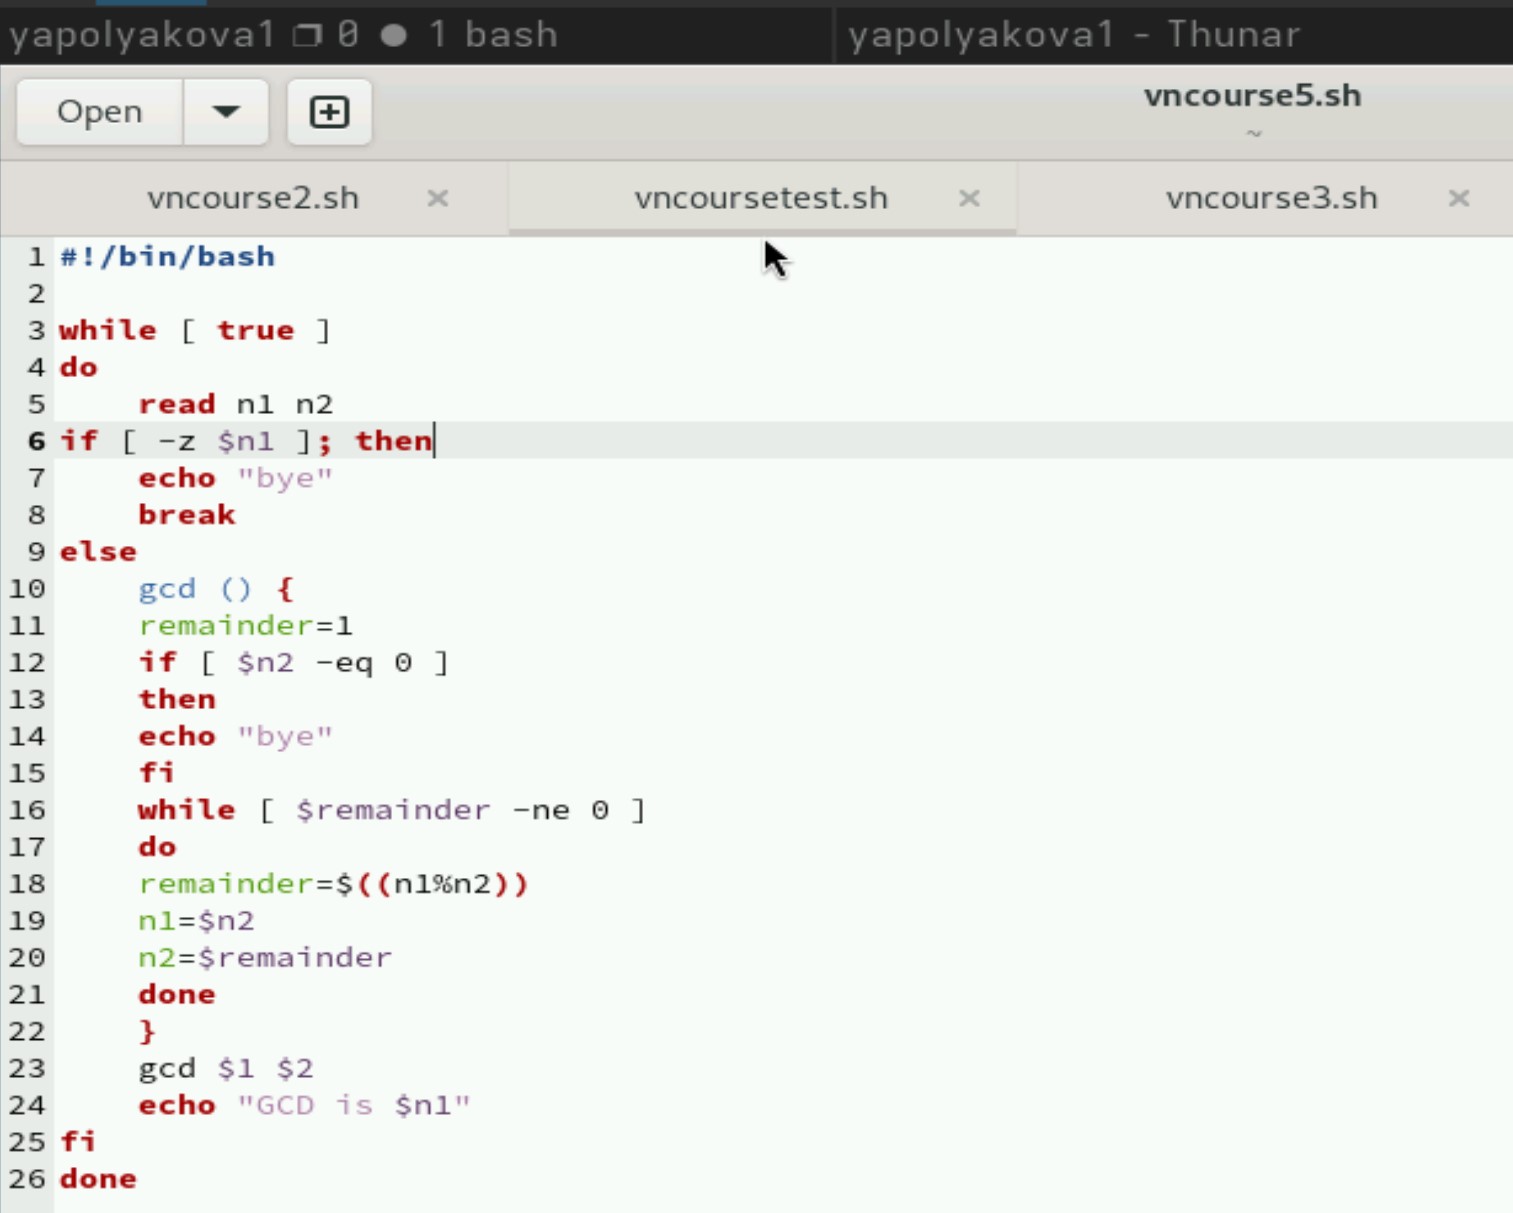 yapolyakova1 0 ● 1 bash
yapolyakova1 - Thunar
Open
vncourse5.sh
~
vncourse2.sh × vncoursetest.sh × vncourse3.sh ×
1 #!/bin/bash
2
3 while [ true ]
4 do
5     read n1 n2
6 if [ -z $n1 ]; then
7     echo "bye"
8     break
9 else
10     gcd () {
11     remainder=1
12     if [ $n2 -eq 0 ]
13     then
14     echo "bye"
15     fi
16     while [ $remainder -ne 0 ]
17     do
18     remainder=$((n1%n2))
19     n1=$n2
20     n2=$remainder
21     done
22     }
23     gcd $1 $2
24     echo "GCD is $n1"
25 fi
26 done